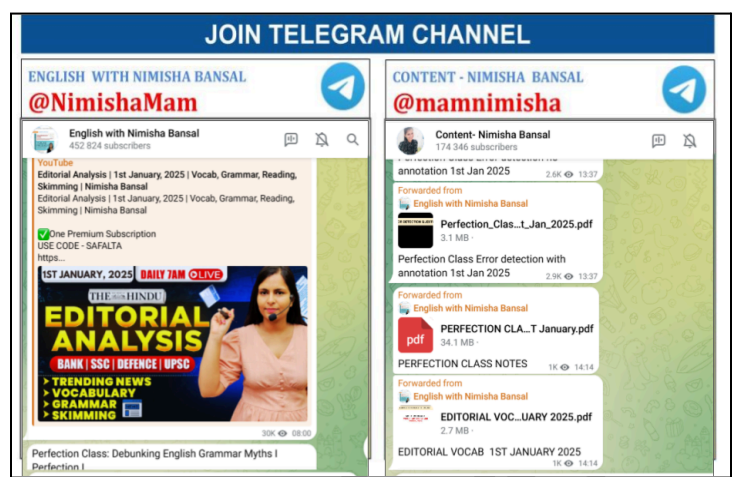 JOIN TELEGRAM CHANNEL
ENGLISH WITH NIMISHA BANSAL
@NimishaMam
English with Nimisha Bansal
452 824 subscribers
YouTube
Editorial Analysis | 1st January, 2025 | Vocab, Grammar, Reading,
Skimming | Nimisha Bansal
Editorial Analysis | 1st January, 2025 | Vocab, Grammar, Reading,
Skimming | Nimisha Bansal
One Premium Subscription
USE CODE - SAFALTA
https...
1ST JANUARY, 2025 DAILY 7AM LIVE
THE HINDU
EDITORIAL
ANALYSIS
BANK | SSC | DEFENCE | UPSC
TRENDING NEWS
VOCABULARY
GRAMMAR
SKIMMING
30K 08:00
Perfection Class: Debunking English Grammar Myths I
Perfection I
CONTENT - NIMISHA BANSAL
@mamnimisha
Content- Nimisha Bansal
174 346 subscribers
annotation 1st Jan 2025
2.6K 13:37
Forwarded from
English with Nimisha Bansal
Perfection_Clas...t_Jan_2025.pdf
3.1 MB
Perfection Class Error detection with
annotation 1st Jan 2025
2.9K 13:37
Forwarded from
English with Nimisha Bansal
pdf
PERFECTION CLA...T January.pdf
34.1 MB
PERFECTION CLASS NOTES
1K 14:14
Forwarded from
English with Nimisha Bansal
EDITORIAL VOC...UARY 2025.pdf
2.7 MB
EDITORIAL VOCAB 1ST JANUARY 2025
1K 14:14